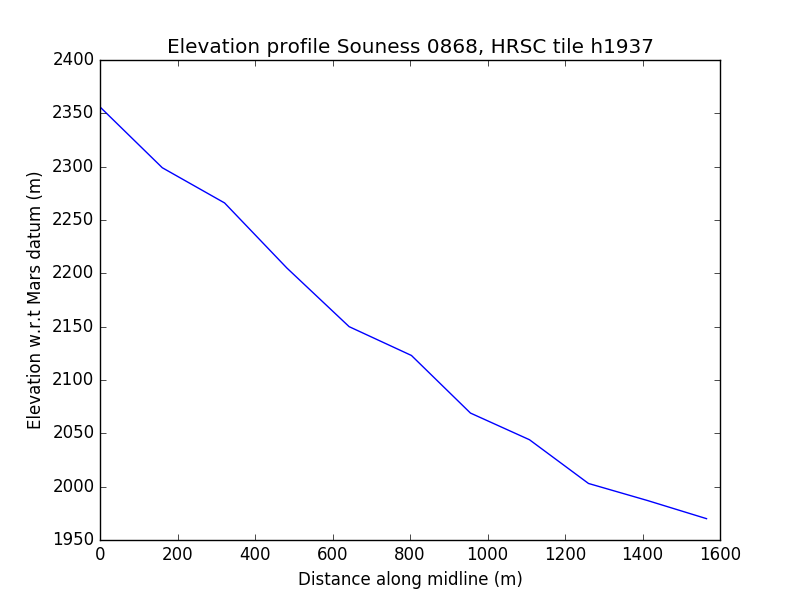 Elevation profile Souness 0868, HRSC tile h1937
2400
2350
2300
2250
2200
2150
2100
2050
2000
1950
Elevation w.r.t Mars datum (m)
0 200 400 600 800 1000 1200 1400 1600
Distance along midline (m)